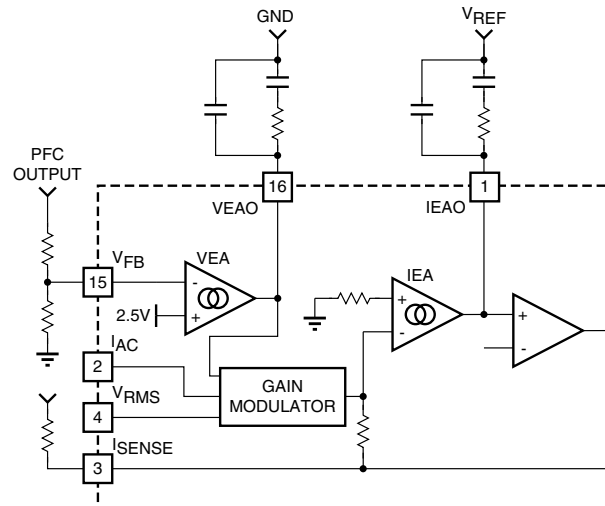 GND
VREF
PFC
OUTPUT
16
1
VEAO
IEAO
VFB
VEA
IEA
15
-
+
2.5V
+
-
+
-
IAC
2
VRMS
GAIN
MODULATOR
4
ISENSE
3